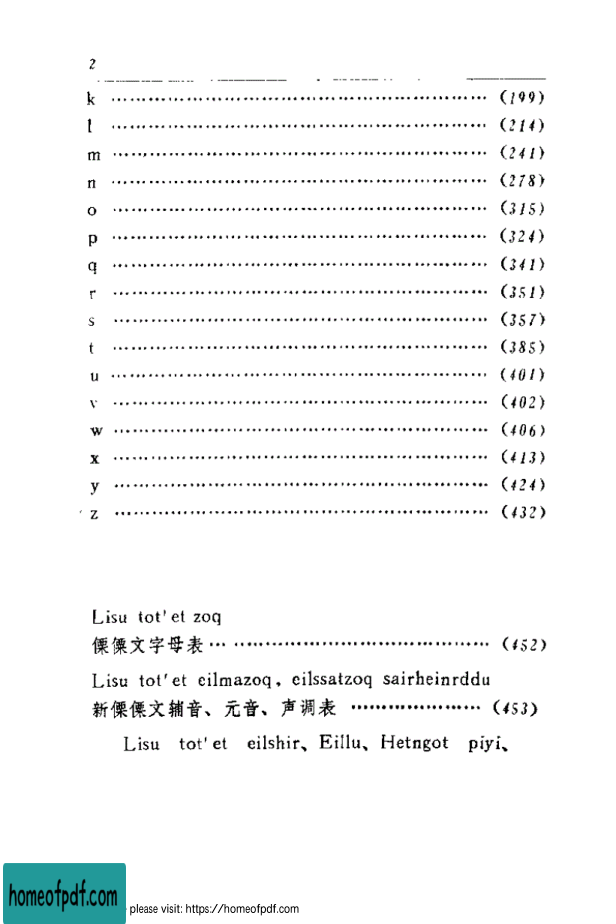 2
k ………………………………………… (199)
l ………………………………………… (214)
m ………………………………………… (241)
n ………………………………………… (278)
o ………………………………………… (315)
p ………………………………………… (324)
q ………………………………………… (341)
r ………………………………………… (351)
s ………………………………………… (357)
t ………………………………………… (385)
u ………………………………………… (401)
v ………………………………………… (402)
w ………………………………………… (406)
x ………………………………………… (413)
y ………………………………………… (424)
z ………………………………………… (432)
Lisu tot'et zoq
傈僳文字母表………………………………… (452)
Lisu tot'et eilmazoq, eilssatzoq sairheinrddu
新傈僳文辅音、元音、声调表 ………………… (453)
Lisu tot'et eilshir、Eillu、Hetngot piyi、
homeofpdf.com
please visit: https://homeofpdf.com